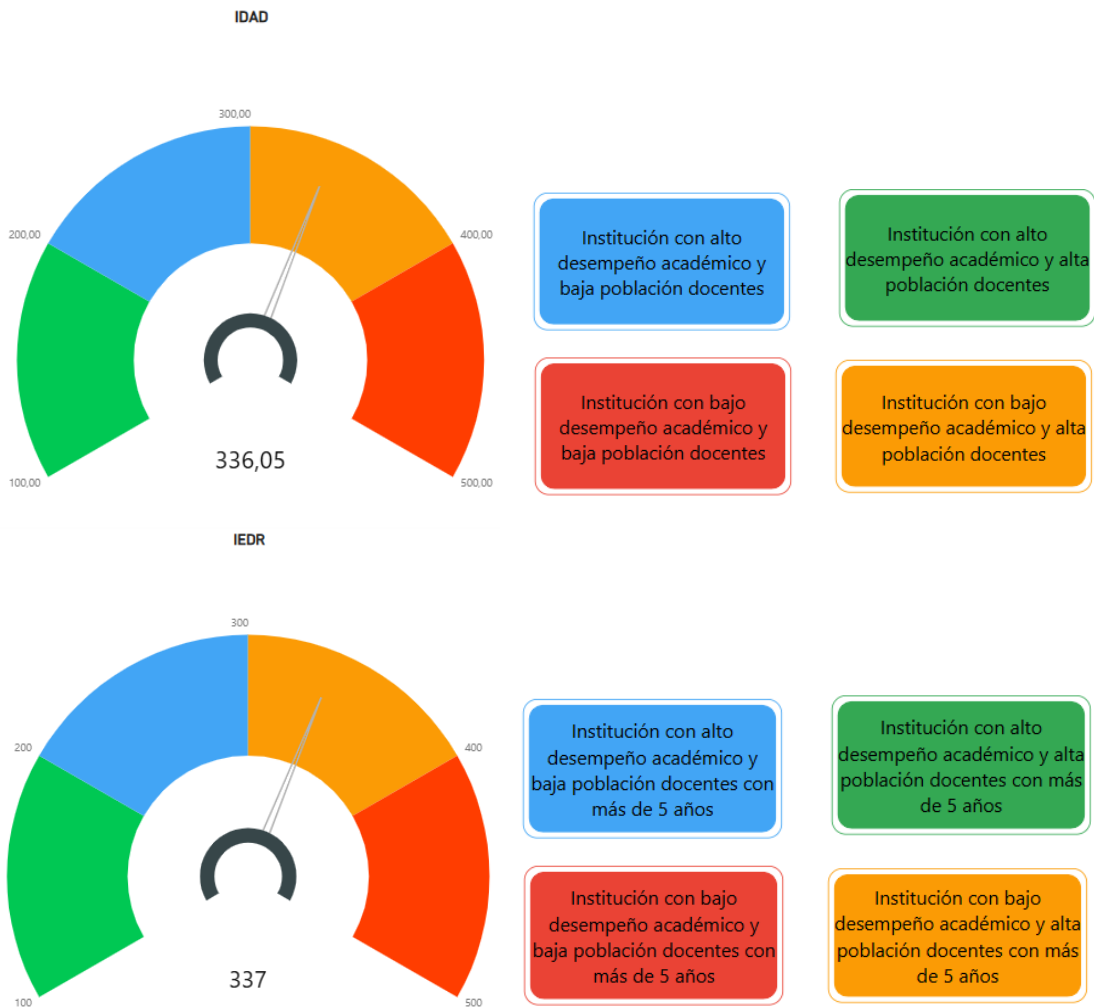 IDAD
300,00
200,00
400,00
100,00
500,00
336,05
Institución con alto
desempeño académico y
baja población docentes
Institución con alto
desempeño académico y alta
población docentes
Institución con bajo
desempeño académico y
baja población docentes
Institución con bajo
desempeño académico y alta
población docentes
IEDR
300
200
400
100
500
337
Institución con alto
desempeño académico y
baja población docentes con
más de 5 años
Institución con alto
desempeño académico y alta
población docentes con más
de 5 años
Institución con bajo
desempeño académico y
baja población docentes con
más de 5 años
Institución con bajo
desempeño académico y alta
población docentes con más
de 5 años